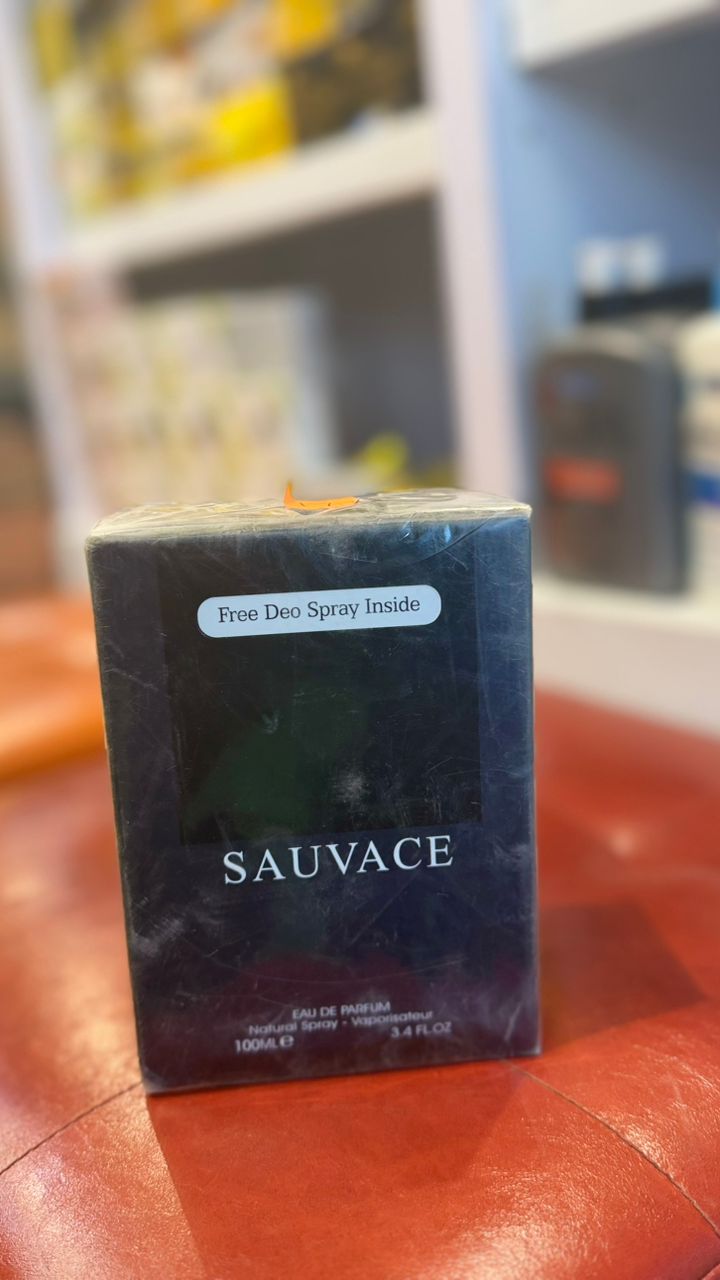 Free Deo Spray Inside
SAUVACE
EAU DE PARFUM
Natural Spray - Vaporisateur
100ML e 3.4 FL.OZ